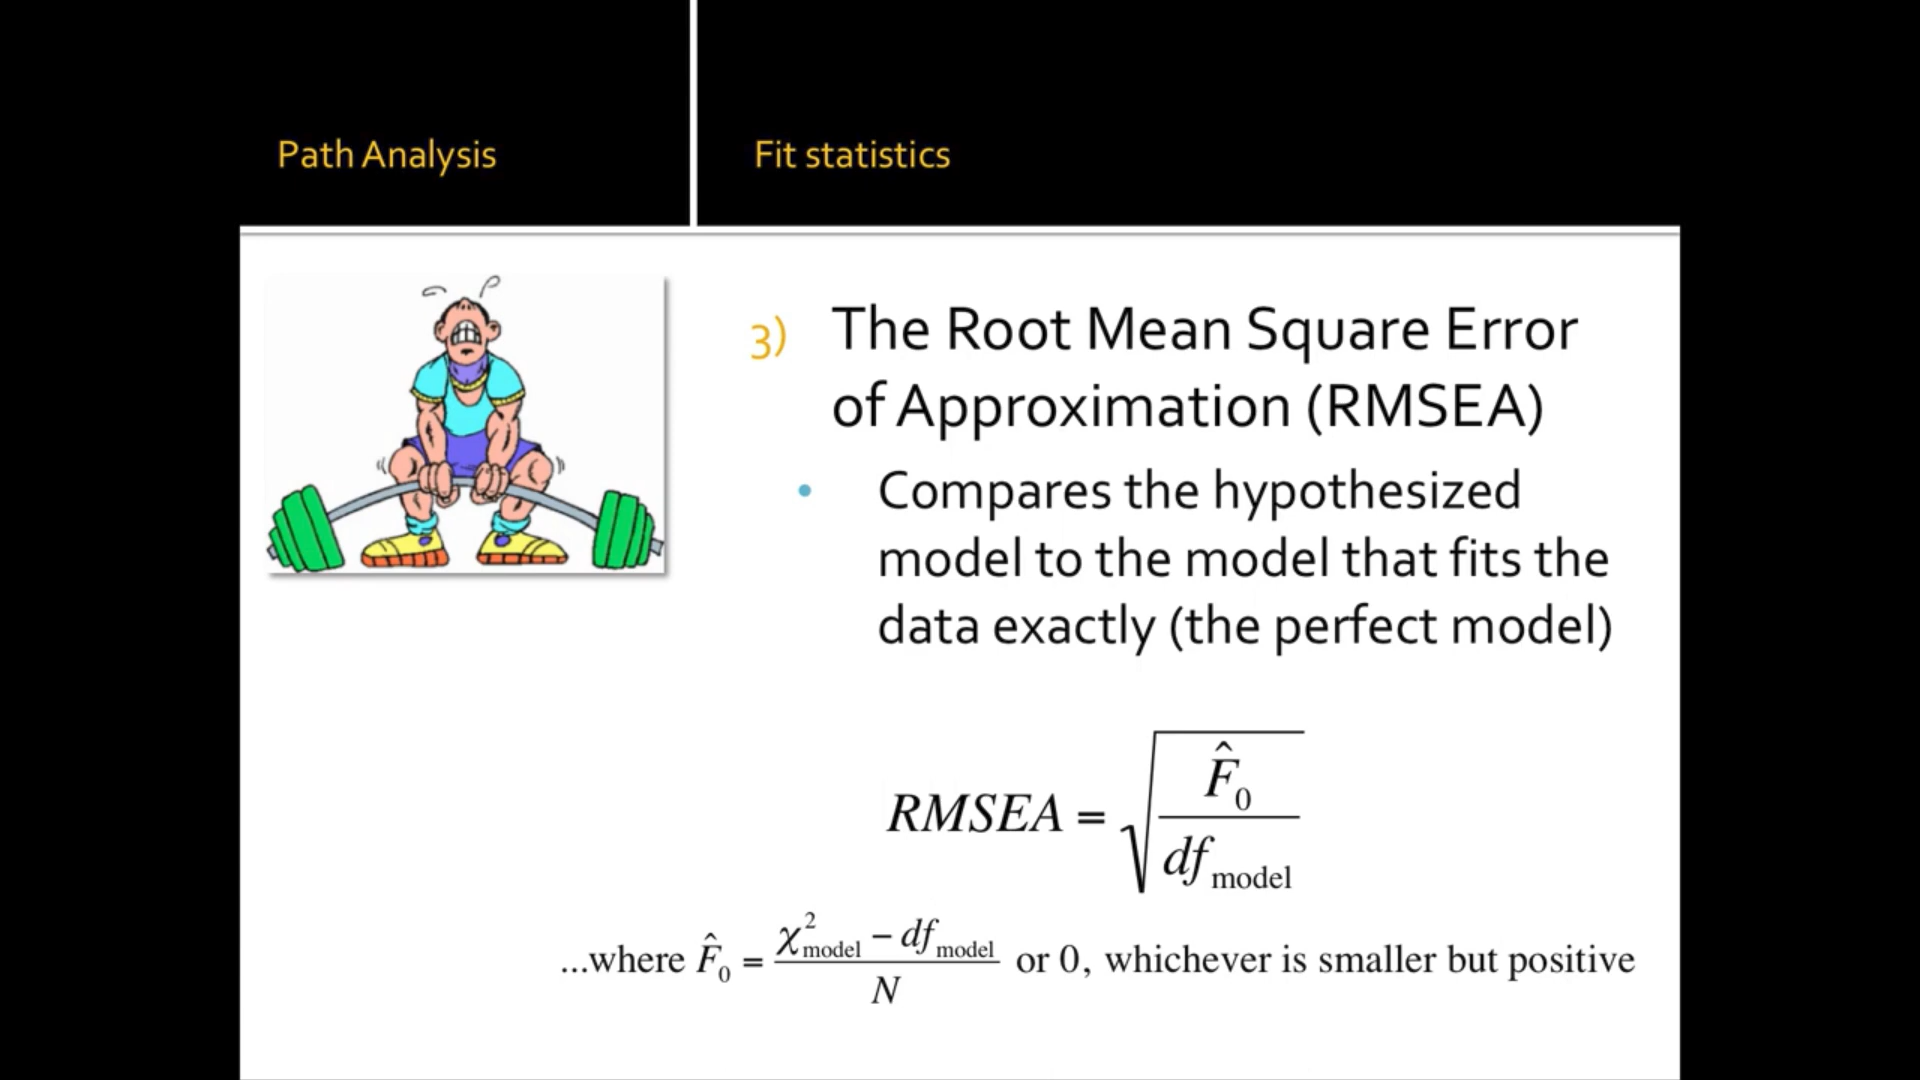 Path Analysis
Fit statistics
3) The Root Mean Square Error
of Approximation (RMSEA)
• Compares the hypothesized
model to the model that fits the
data exactly (the perfect model)
RMSEA = √(F̂₀ / df_model)
...where F̂₀ = (χ²_model − df_model) / N or 0, whichever is smaller but positive